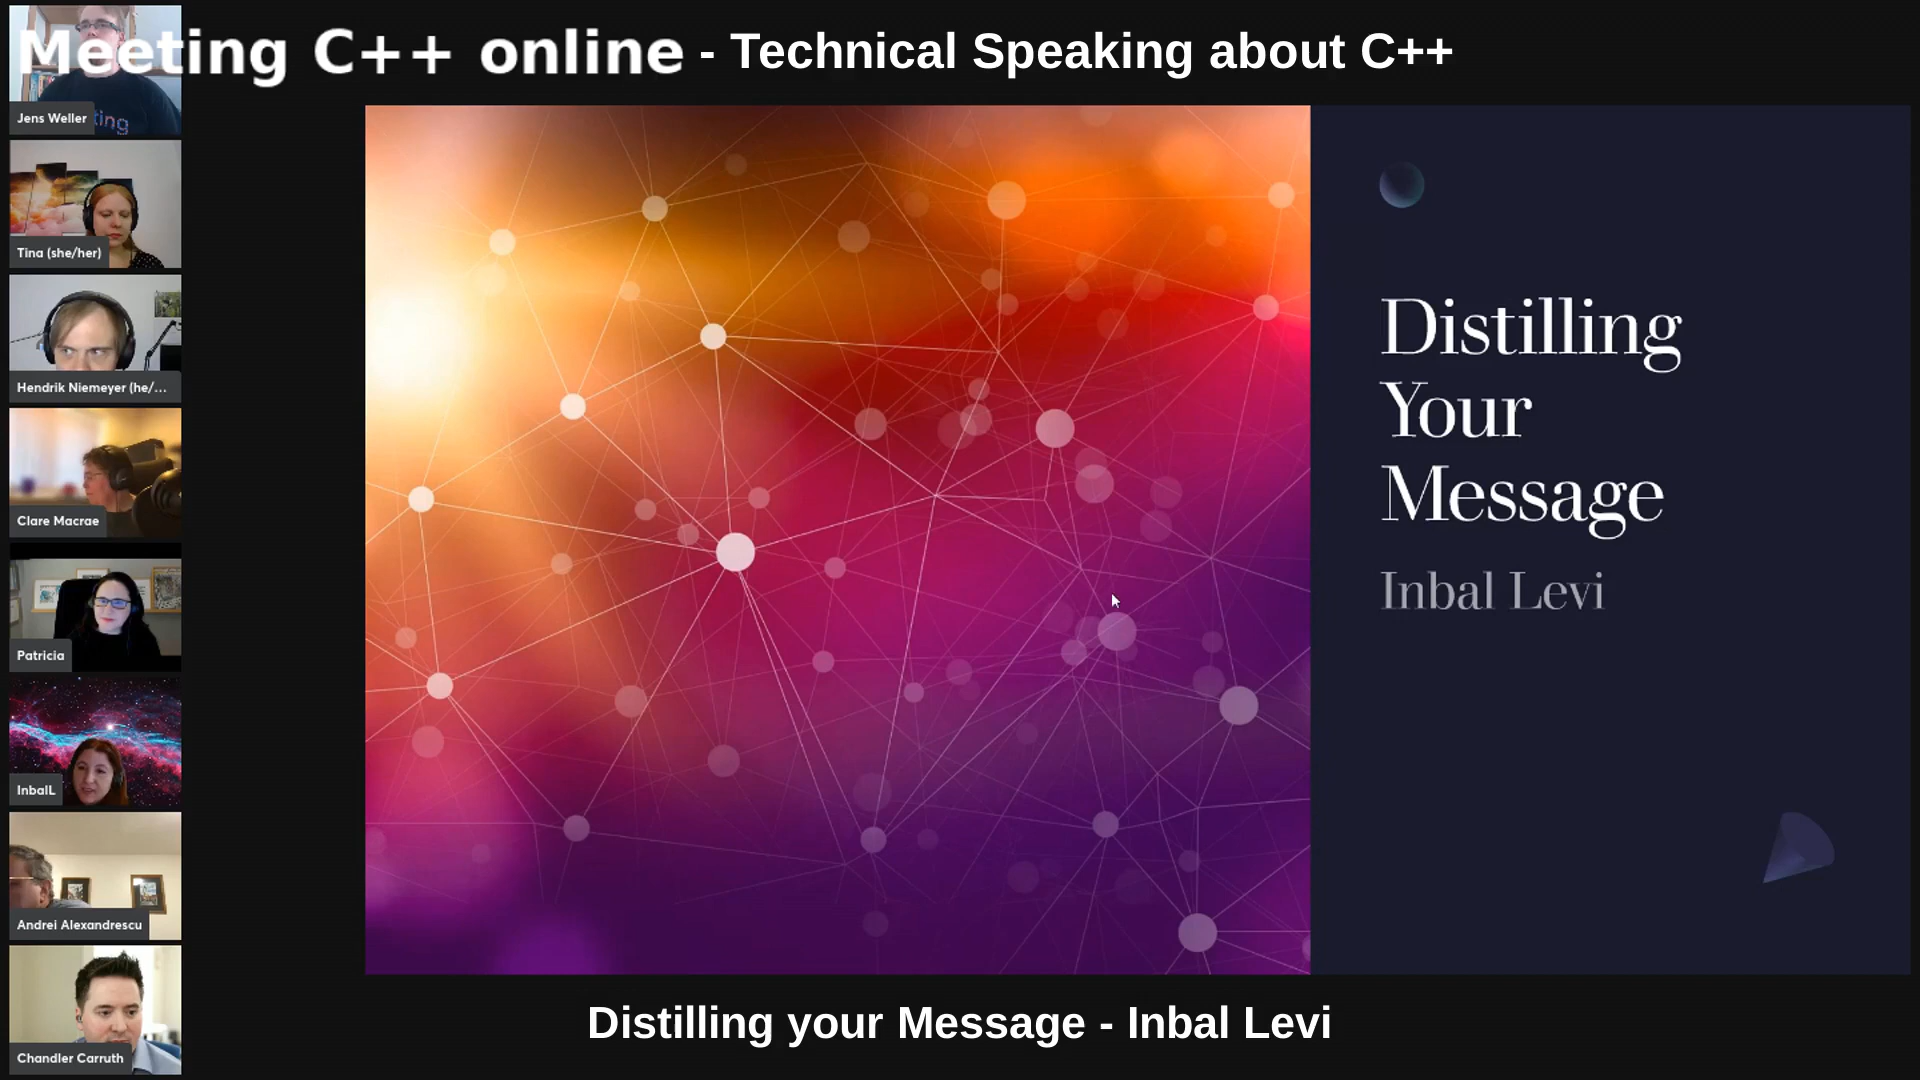 Meeting C++ online - Technical Speaking about C++
ting
Jens Weller
Tina (she/her)
Hendrik Niemeyer (he/...
Clare Macrae
Patricia
InbalL
Andrei Alexandrescu
Chandler Carruth
Distilling
Your
Message
Inbal Levi
Distilling your Message - Inbal Levi